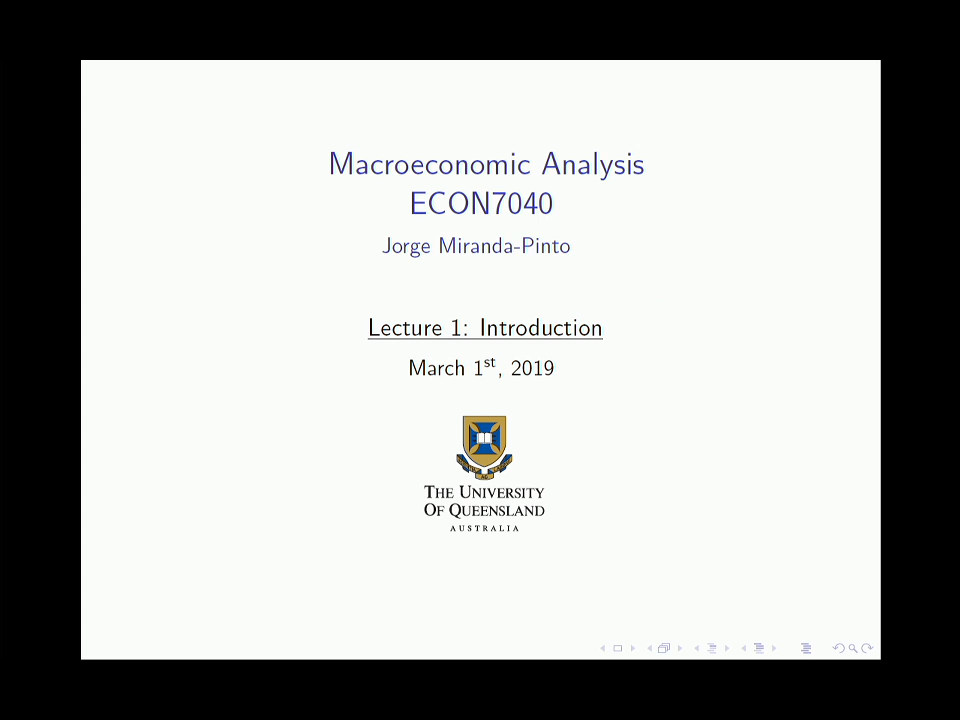 Macroeconomic Analysis
ECON7040
Jorge Miranda-Pinto
Lecture 1: Introduction
March 1st, 2019
THE UNIVERSITY
OF QUEENSLAND
AUSTRALIA